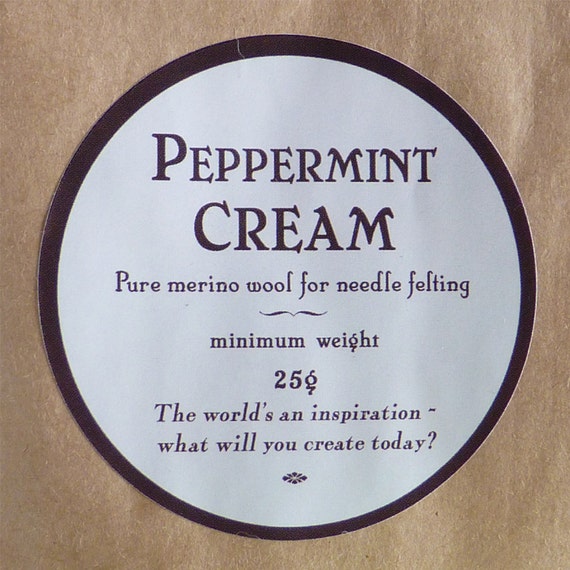 PEPPERMINT
CREAM
Pure merino wool for needle felting
minimum weight
25g
The world's an inspiration ~
what will you create today?